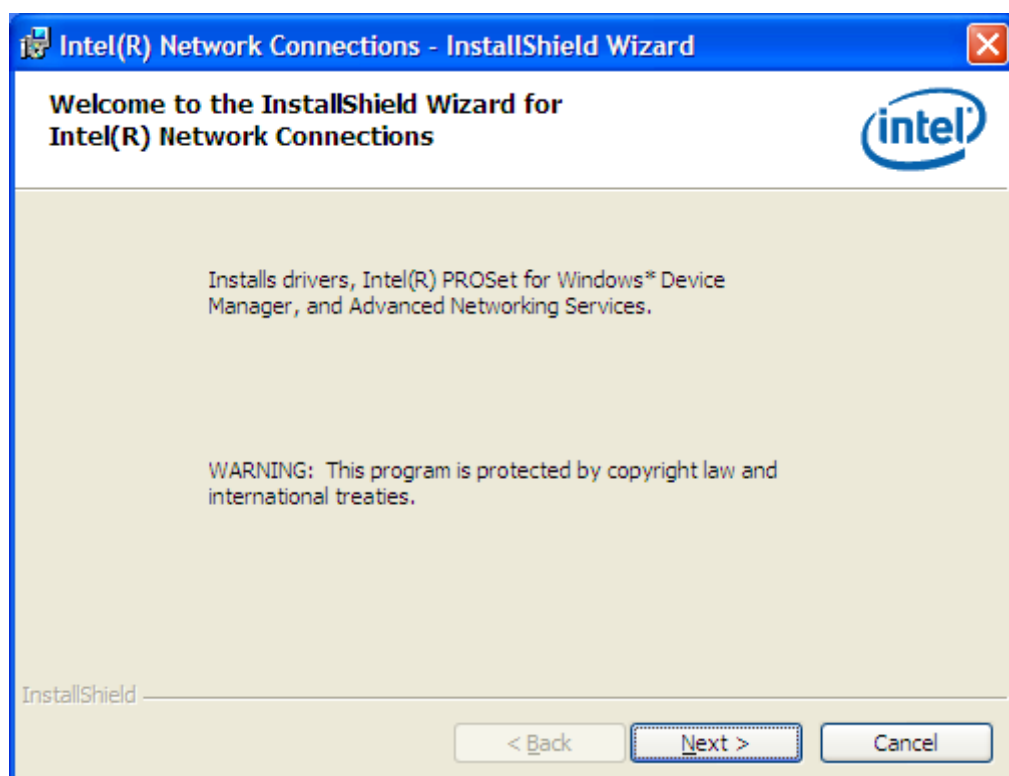 Intel(R) Network Connections - InstallShield Wizard
Welcome to the InstallShield Wizard for
Intel(R) Network Connections
intel
Installs drivers, Intel(R) PROSet for Windows* Device
Manager, and Advanced Networking Services.
WARNING:  This program is protected by copyright law and
international treaties.
InstallShield
< Back
Next >
Cancel